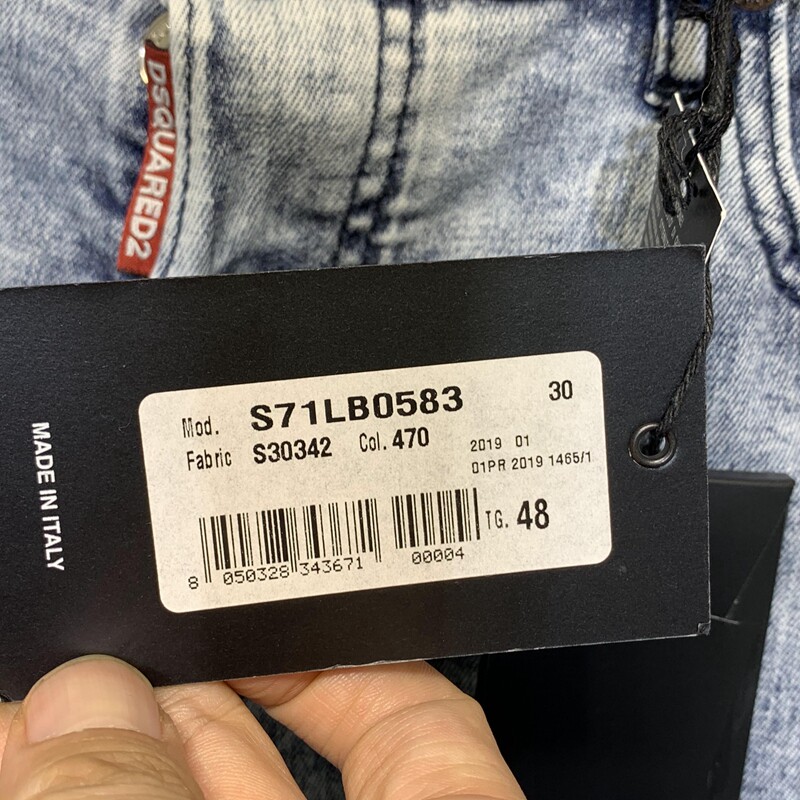 DSQUARED2
MADE IN ITALY
Mod. S71LB0583 30
Fabric S30342 Col. 470 2019 01
01PR 2019 1465/1
TG. 48
8 050328 343671 00004